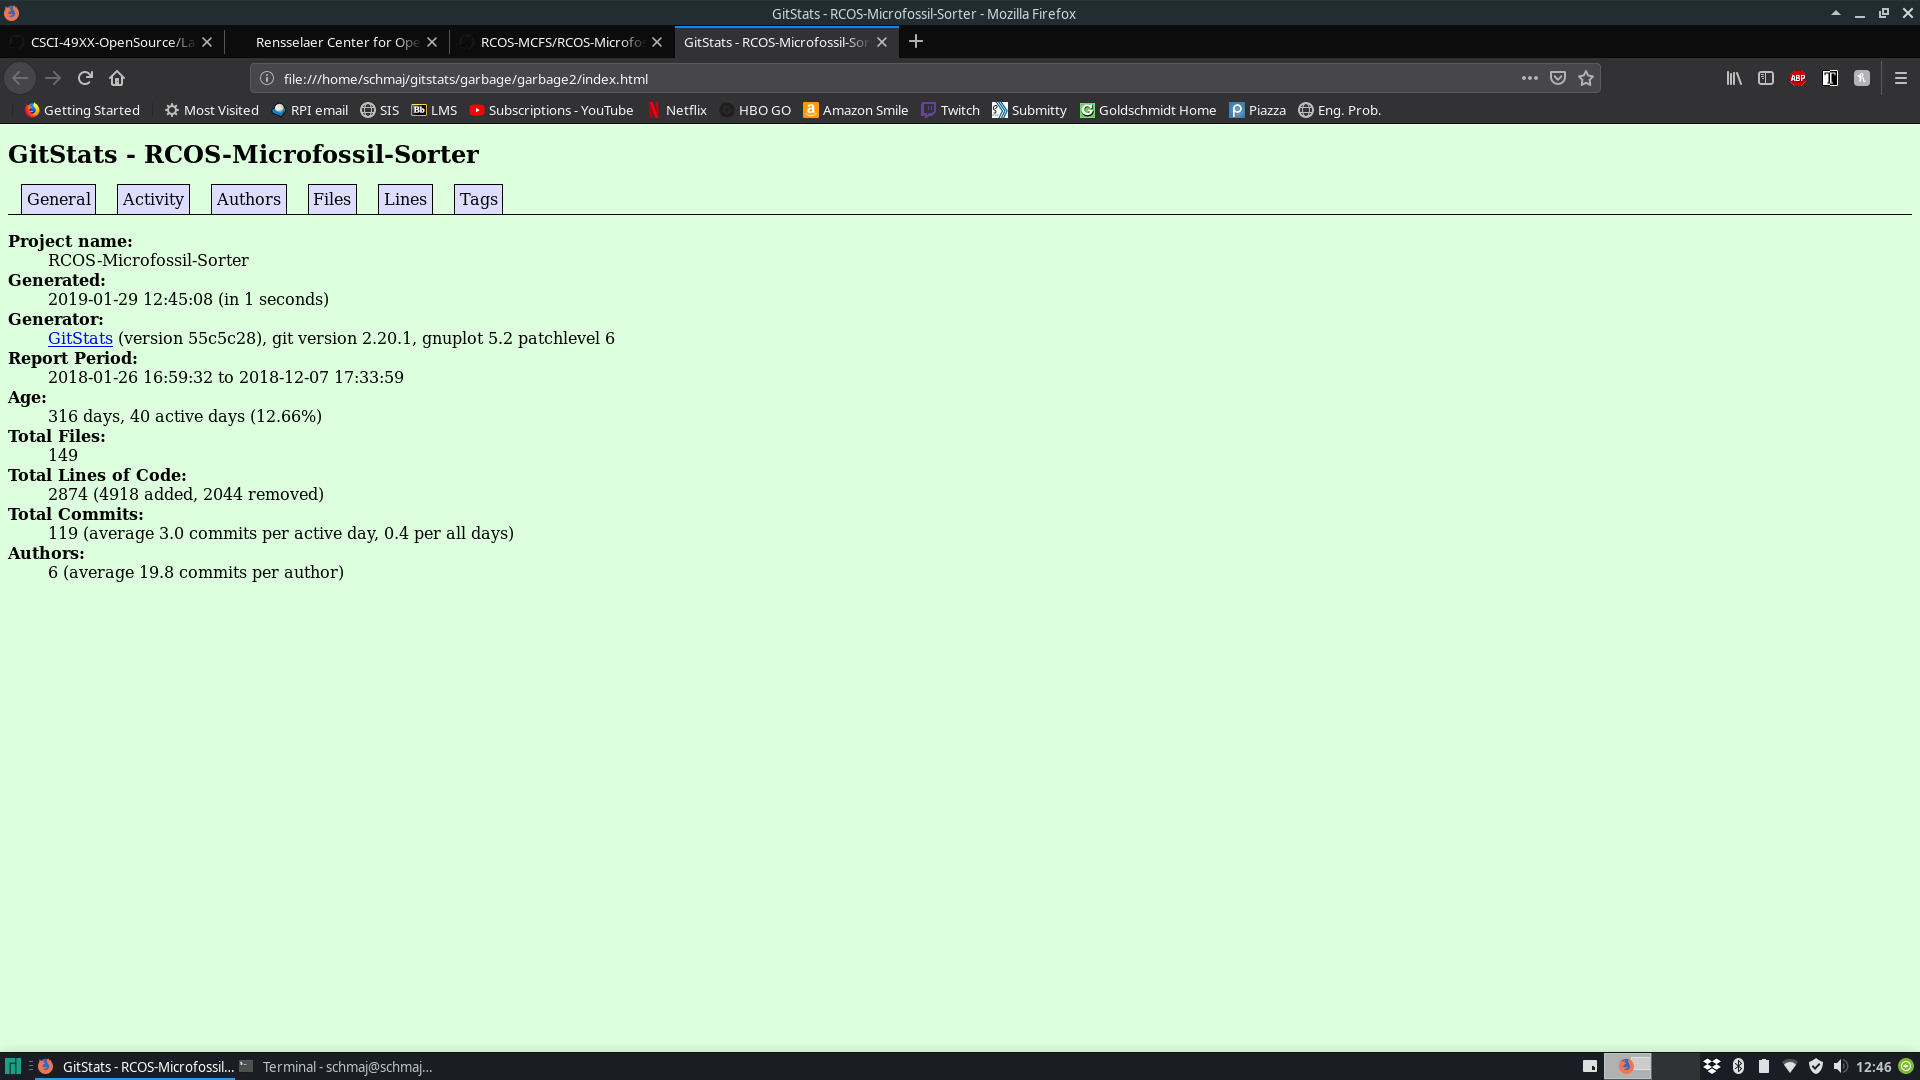 GitStats - RCOS-Microfossil-Sorter - Mozilla Firefox
CSCI-49XX-OpenSource/La Rensselaer Center for Ope RCOS-MCFS/RCOS-Microfos GitStats - RCOS-Microfossil-Sor
file:///home/schmaj/gitstats/garbage/garbage2/index.html ABP
Getting Started Most Visited RPI email SIS Bb LMS Subscriptions - YouTube Netflix HBO GO Amazon Smile Twitch Submitty Goldschmidt Home Piazza Eng. Prob.
GitStats - RCOS-Microfossil-Sorter
General Activity Authors Files Lines Tags
Project name:
RCOS-Microfossil-Sorter
Generated:
2019-01-29 12:45:08 (in 1 seconds)
Generator:
GitStats (version 55c5c28), git version 2.20.1, gnuplot 5.2 patchlevel 6
Report Period:
2018-01-26 16:59:32 to 2018-12-07 17:33:59
Age:
316 days, 40 active days (12.66%)
Total Files:
149
Total Lines of Code:
2874 (4918 added, 2044 removed)
Total Commits:
119 (average 3.0 commits per active day, 0.4 per all days)
Authors:
6 (average 19.8 commits per author)
GitStats - RCOS-Microfossil... Terminal - schmaj@schmaj... 12:46